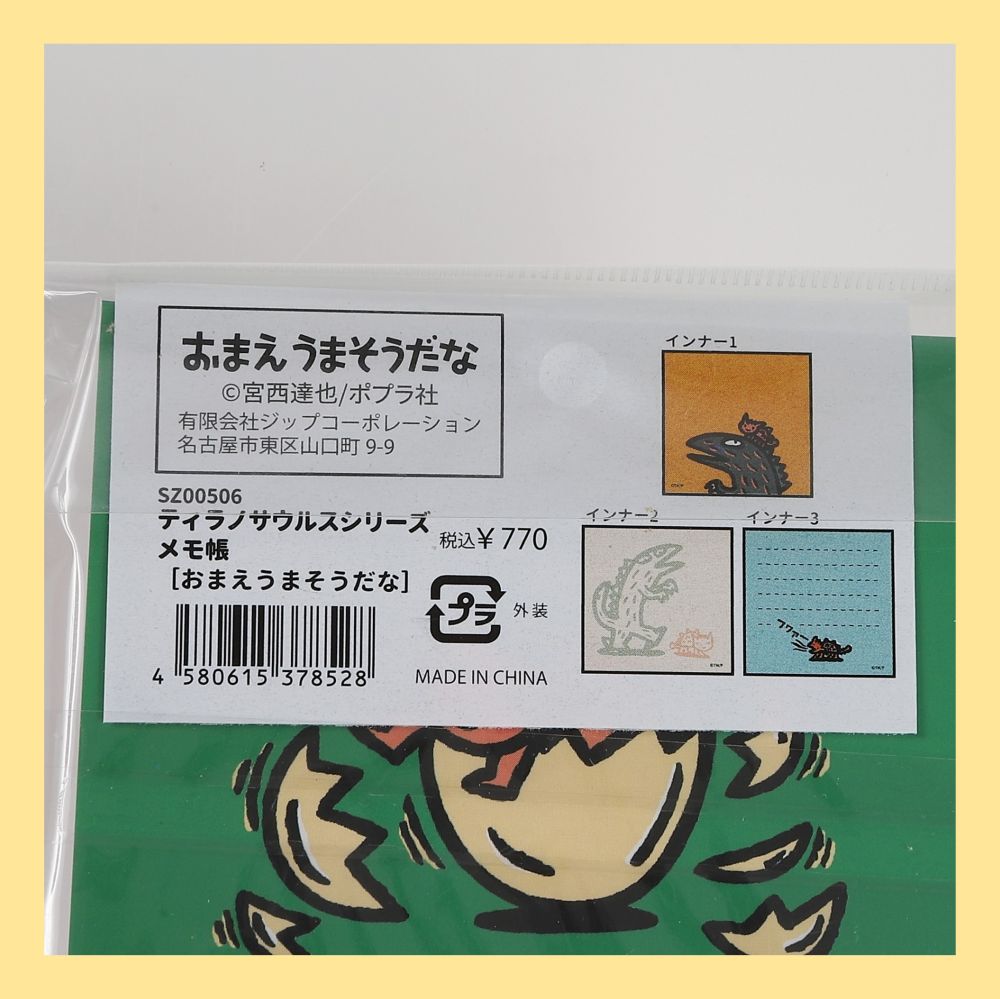 おまえうまそうだな
©宮西達也/ポプラ社
有限会社ジップコーポレーション
名古屋市東区山口町 9-9
SZ00506
ティラノサウルスシリーズ
メモ帳
[おまえうまそうだな]
税込¥770
プラ 外装
MADE IN CHINA
4 580615 378528
インナー1
インナー2
インナー3